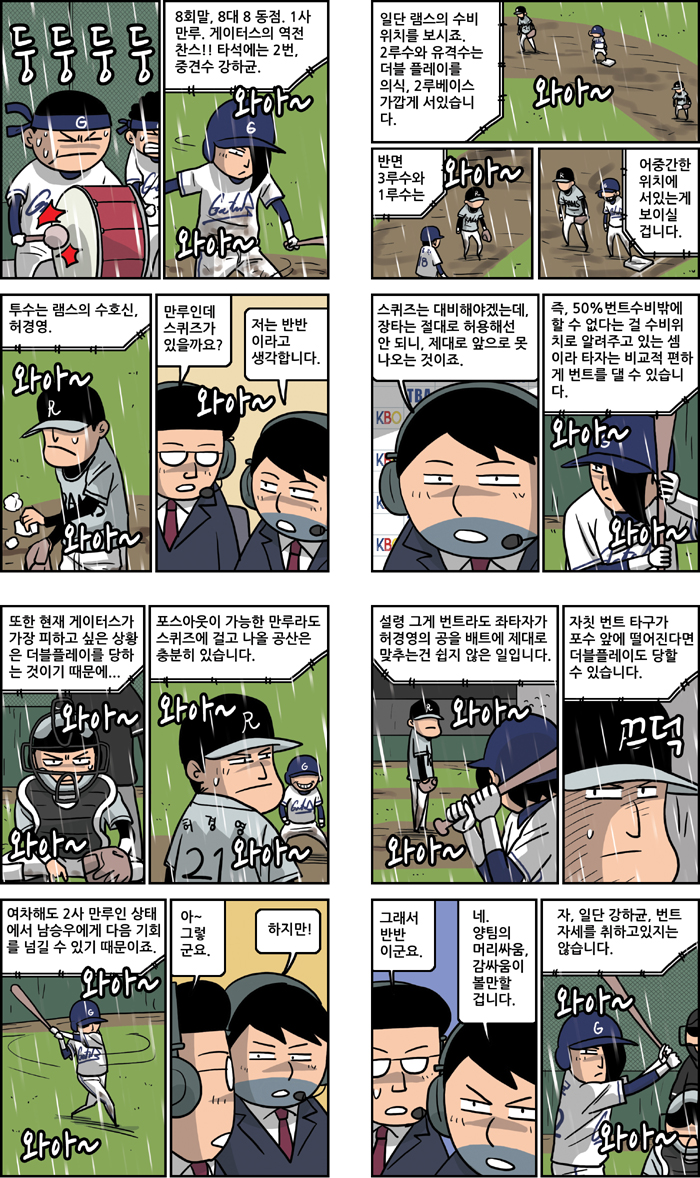 둥 둥 둥 둥
G
8회말, 8대 8 동점. 1사
만루. 게이터스의 역전
찬스!! 타석에는 2번,
중견수 강하균.
와아~
G
와아~
투수는 램스의 수호신,
허경영.
와아~
R
와아~
만루인데
스퀴즈가
있을까요?
저는 반반
이라고
생각합니다.
와아~
일단 램스의 수비
위치를 보시죠.
2루수와 유격수는
더블 플레이를
의식, 2루베이스
가깝게 서있습니
다.
와아~
반면
3루수와
1루수는
와아~
어중간한
위치에
서있는게
보이실
겁니다.
스퀴즈는 대비해야겠는데,
장타는 절대로 허용해선
안 되니, 제대로 앞으로 못
나오는 것이죠.
KBO
KBO
즉, 50%번트수비밖에
할 수 없다는 걸 수비위
치로 알려주고 있는 셈
이라 타자는 비교적 편하
게 번트를 댈 수 있습니
다.
와아~
G
와아~
또한 현재 게이터스가
가장 피하고 싶은 상황
은 더블플레이를 당하
는 것이기 때문에...
와아~
와아~
포스아웃이 가능한 만루라도
스퀴즈에 걸고 나올 공산은
충분히 있습니다.
와아~
R
G
허경영
21
와아~
여차해도 2사 만루인 상태
에서 남승우에게 다음 기회
를 넘길 수 있기 때문이죠.
와아~
와아~
아~
그렇
군요.
하지만!
설령 그게 번트라도 좌타자가
허경영의 공을 배트에 제대로
맞추는건 쉽지 않은 일입니다.
와아~
와아~
자칫 번트 타구가
포수 앞에 떨어진다면
더블플레이도 당할
수 있습니다.
끄덕
그래서
반반
이군요.
네.
양팀의
머리싸움,
감싸움이
볼만할
겁니다.
자, 일단 강하균, 번트
자세를 취하고있지는
않습니다.
와아~
G
와아~